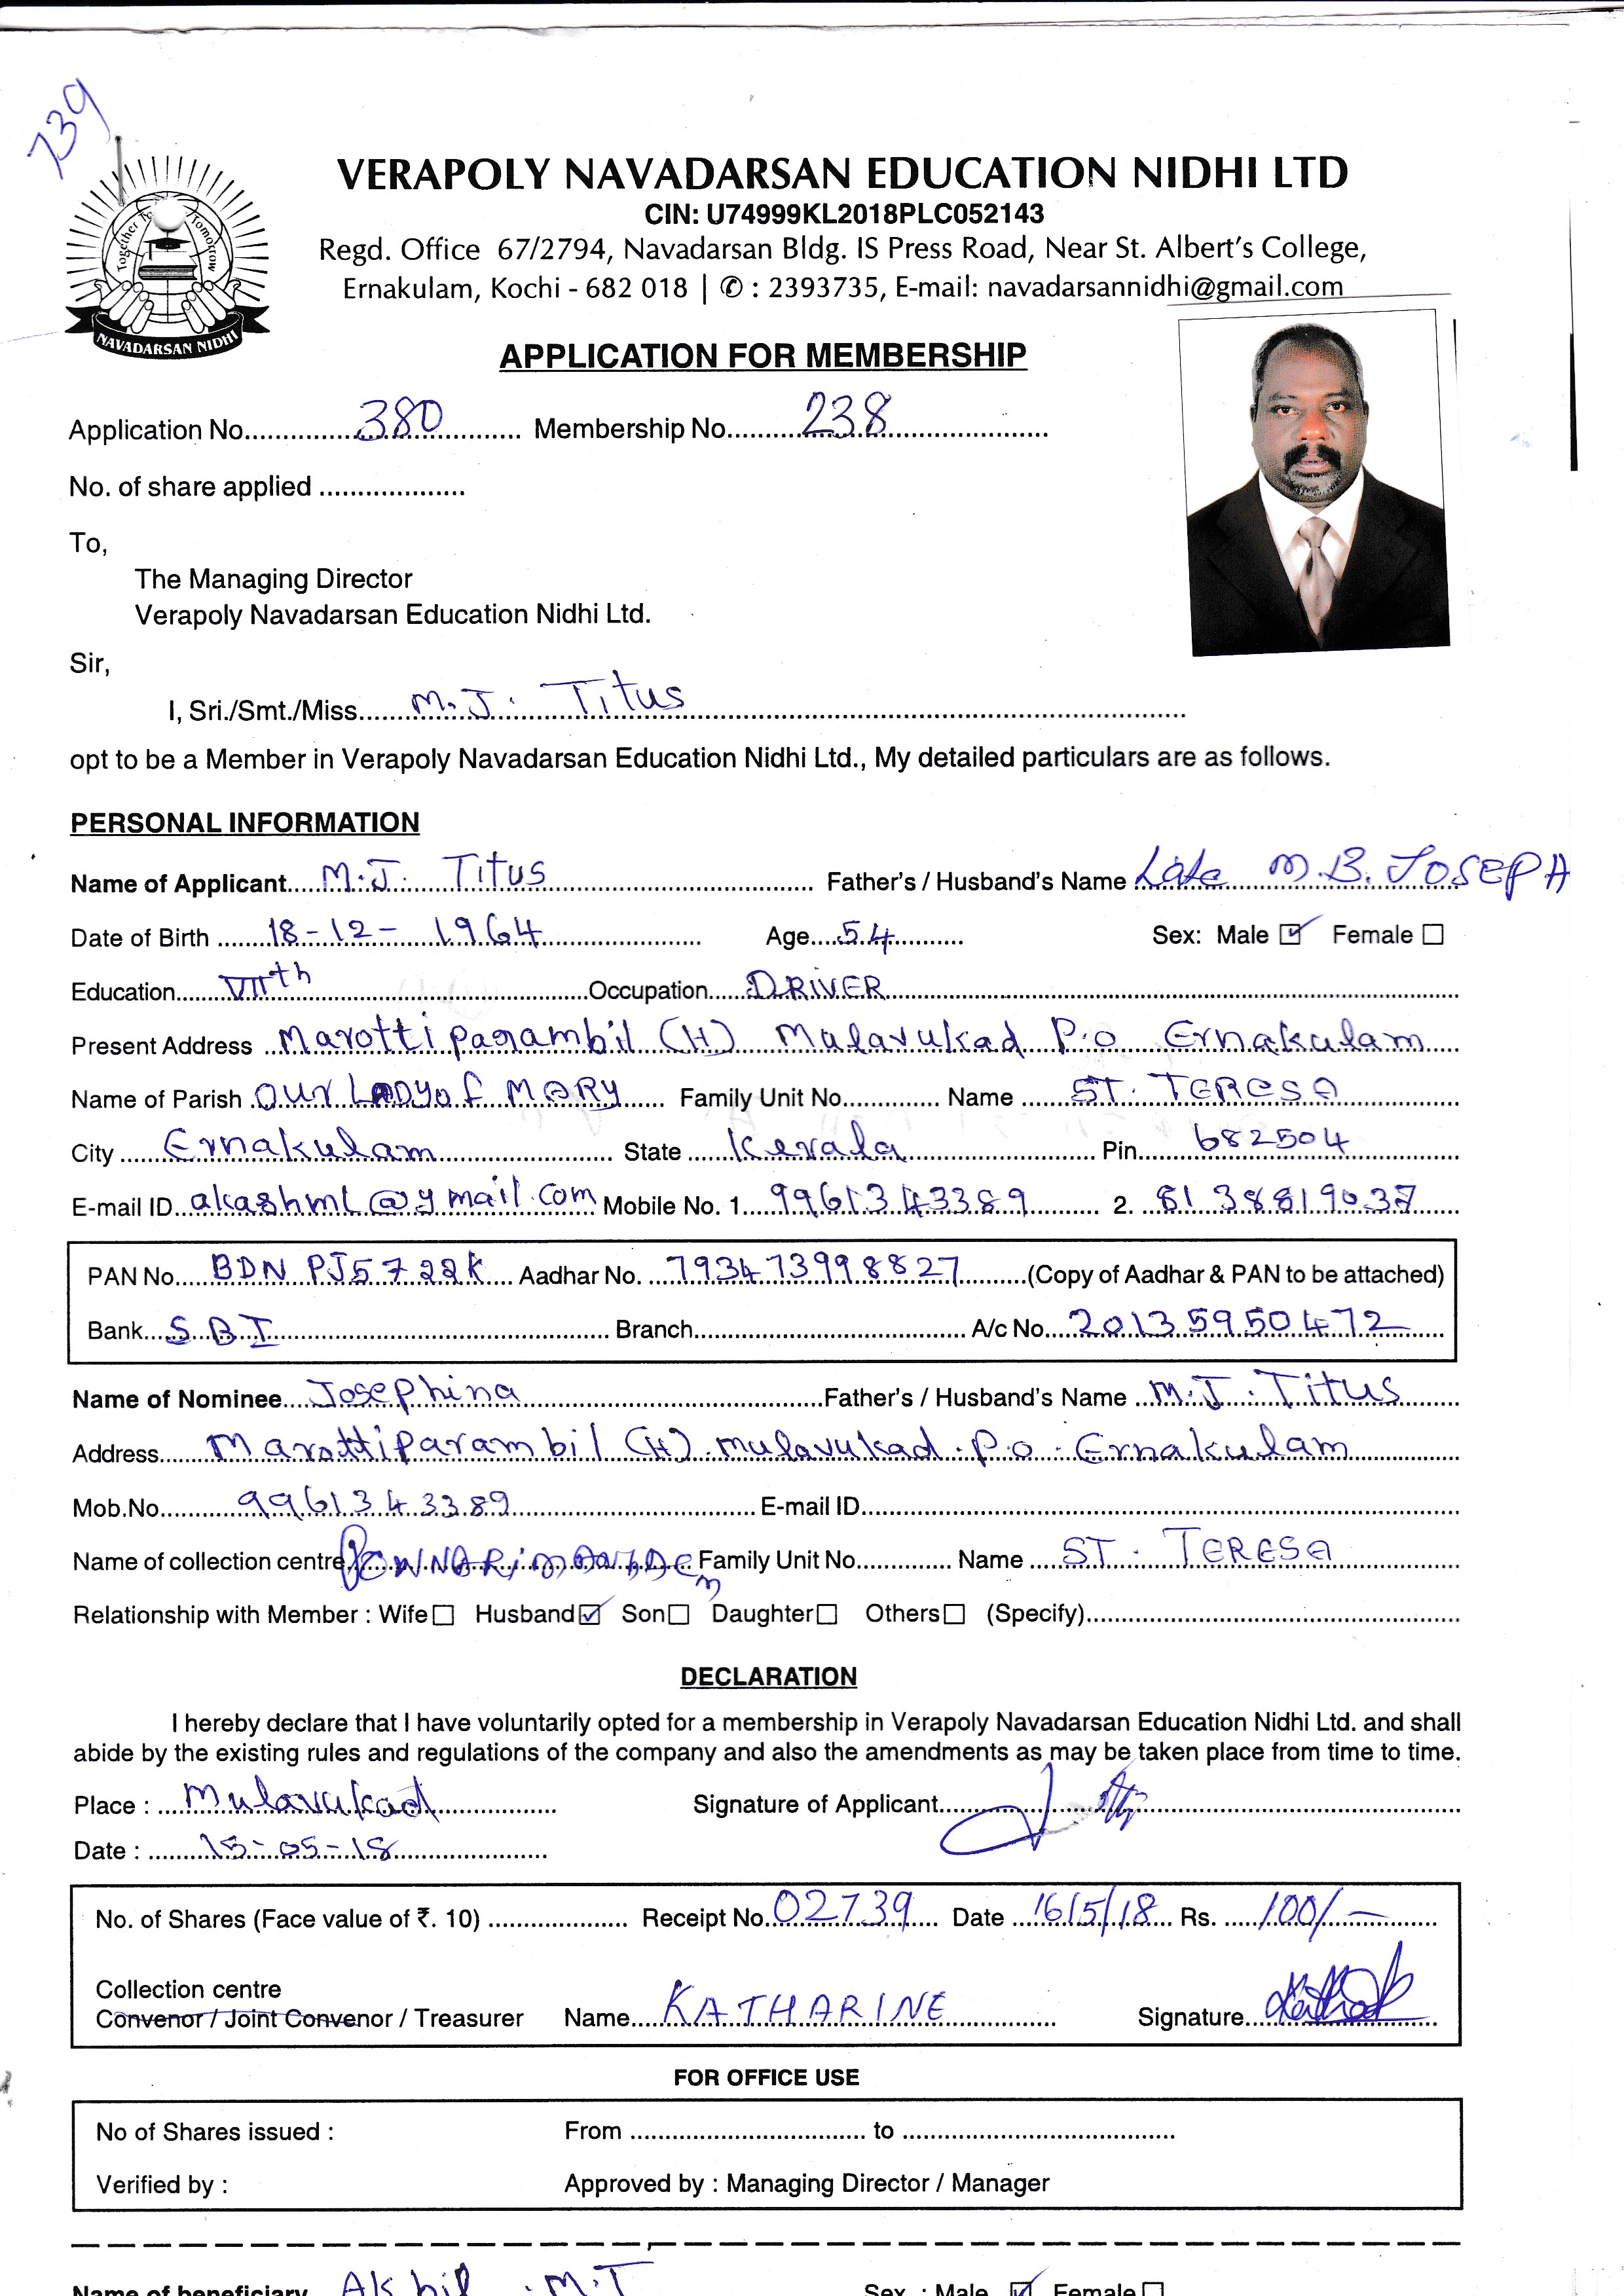 739
VERAPOLY NAVADARSAN EDUCATION NIDHI LTD
CIN: U74999KL2018PLC052143
Regd. Office 67/2794, Navadarsan Bldg. IS Press Road, Near St. Albert's College,
Ernakulam, Kochi - 682 018 | ✆ : 2393735, E-mail: navadarsannidhi@gmail.com
Together To Tomorrow
NAVADARSAN NIDHI
APPLICATION FOR MEMBERSHIP
Application No. 380 Membership No. 238
No. of share applied
To,
The Managing Director
Verapoly Navadarsan Education Nidhi Ltd.
Sir,
I, Sri./Smt./Miss M.J. Titus
opt to be a Member in Verapoly Navadarsan Education Nidhi Ltd., My detailed particulars are as follows.
PERSONAL INFORMATION
Name of Applicant M.J. Titus Father's / Husband's Name Late M.B. JOSEPH
Date of Birth 18-12-1964 Age 54 Sex: Male ☑ Female ☐
Education VIIth Occupation DRIVER
Present Address Marottiparambil (H) Mulavukad P.o Ernakulam
Name of Parish OUR LADY of MARY Family Unit No. Name ST. TERESA
City Ernakulam State Kerala Pin 682504
E-mail ID akashml@ymail.com Mobile No. 1. 9961343389 2. 8138819037
PAN No. BDNPJ5722K Aadhar No. 793473998827 (Copy of Aadhar & PAN to be attached)
Bank SBI Branch A/c No. 20135950472
Name of Nominee Josephina Father's / Husband's Name M.J. Titus
Address Marottiparambil (H). mulavukad. P.o. Ernakulam
Mob.No. 9961343389 E-mail ID
Name of collection centre Family Unit No. Name ST. TERESA
Relationship with Member : Wife ☐ Husband ☑ Son ☐ Daughter ☐ Others ☐ (Specify)
DECLARATION
I hereby declare that I have voluntarily opted for a membership in Verapoly Navadarsan Education Nidhi Ltd. and shall
abide by the existing rules and regulations of the company and also the amendments as may be taken place from time to time.
Place : Mulavukad Signature of Applicant
Date : 15-05-18
No. of Shares (Face value of ₹. 10) Receipt No. 02739 Date 16/5/18 Rs. 100/-
Collection centre
Convenor / Joint Convenor / Treasurer Name KATHARINE Signature
FOR OFFICE USE
No of Shares issued : From to
Verified by : Approved by : Managing Director / Manager
Name of beneficiary Akhil . M.T Sex : Male ☑ Female ☐